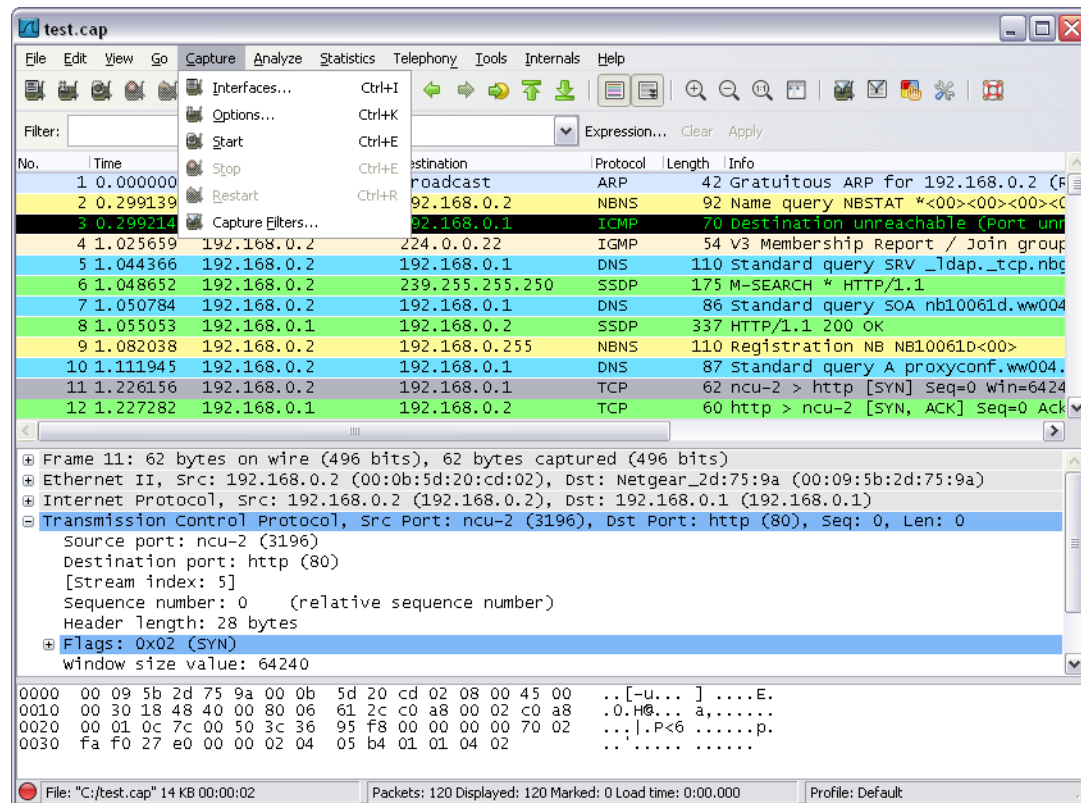 test.cap
File Edit View Go Capture Analyze Statistics Telephony Tools Internals Help
Interfaces... Ctrl+I
Options... Ctrl+K
Start Ctrl+E
Stop Ctrl+E
Restart Ctrl+R
Capture Filters...
Filter: Expression... Clear Apply
No. Time estination Protocol Length Info
1 0.000000 roadcast ARP 42 Gratuitous ARP for 192.168.0.2 (R
2 0.299139 92.168.0.2 NBNS 92 Name query NBSTAT *<00><00><00><0
3 0.299214 92.168.0.1 ICMP 70 Destination unreachable (Port unr
4 1.025659 192.168.0.2 224.0.0.22 IGMP 54 V3 Membership Report / Join group
5 1.044366 192.168.0.2 192.168.0.1 DNS 110 Standard query SRV _ldap._tcp.nbg
6 1.048652 192.168.0.2 239.255.255.250 SSDP 175 M-SEARCH * HTTP/1.1
7 1.050784 192.168.0.2 192.168.0.1 DNS 86 Standard query SOA nb10061d.ww004
8 1.055053 192.168.0.1 192.168.0.2 SSDP 337 HTTP/1.1 200 OK
9 1.082038 192.168.0.2 192.168.0.255 NBNS 110 Registration NB NB10061D<00>
10 1.111945 192.168.0.2 192.168.0.1 DNS 87 Standard query A proxyconf.ww004.
11 1.226156 192.168.0.2 192.168.0.1 TCP 62 ncu-2 > http [SYN] Seq=0 Win=6424
12 1.227282 192.168.0.1 192.168.0.2 TCP 60 http > ncu-2 [SYN, ACK] Seq=0 Ack
Frame 11: 62 bytes on wire (496 bits), 62 bytes captured (496 bits)
Ethernet II, Src: 192.168.0.2 (00:0b:5d:20:cd:02), Dst: Netgear_2d:75:9a (00:09:5b:2d:75:9a)
Internet Protocol, Src: 192.168.0.2 (192.168.0.2), Dst: 192.168.0.1 (192.168.0.1)
Transmission Control Protocol, Src Port: ncu-2 (3196), Dst Port: http (80), Seq: 0, Len: 0
Source port: ncu-2 (3196)
Destination port: http (80)
[Stream index: 5]
Sequence number: 0 (relative sequence number)
Header length: 28 bytes
Flags: 0x02 (SYN)
Window size value: 64240
0000 00 09 5b 2d 75 9a 00 0b 5d 20 cd 02 08 00 45 00 ..[-u... ] ....E.
0010 00 30 18 48 40 00 80 06 61 2c c0 a8 00 02 c0 a8 .0.H@... a,......
0020 00 01 0c 7c 00 50 3c 36 95 f8 00 00 00 00 70 02 ...|.P<6 ......p.
0030 fa f0 27 e0 00 00 02 04 05 b4 01 01 04 02 ..'..... ......
File: "C:/test.cap" 14 KB 00:00:02 Packets: 120 Displayed: 120 Marked: 0 Load time: 0:00.000 Profile: Default